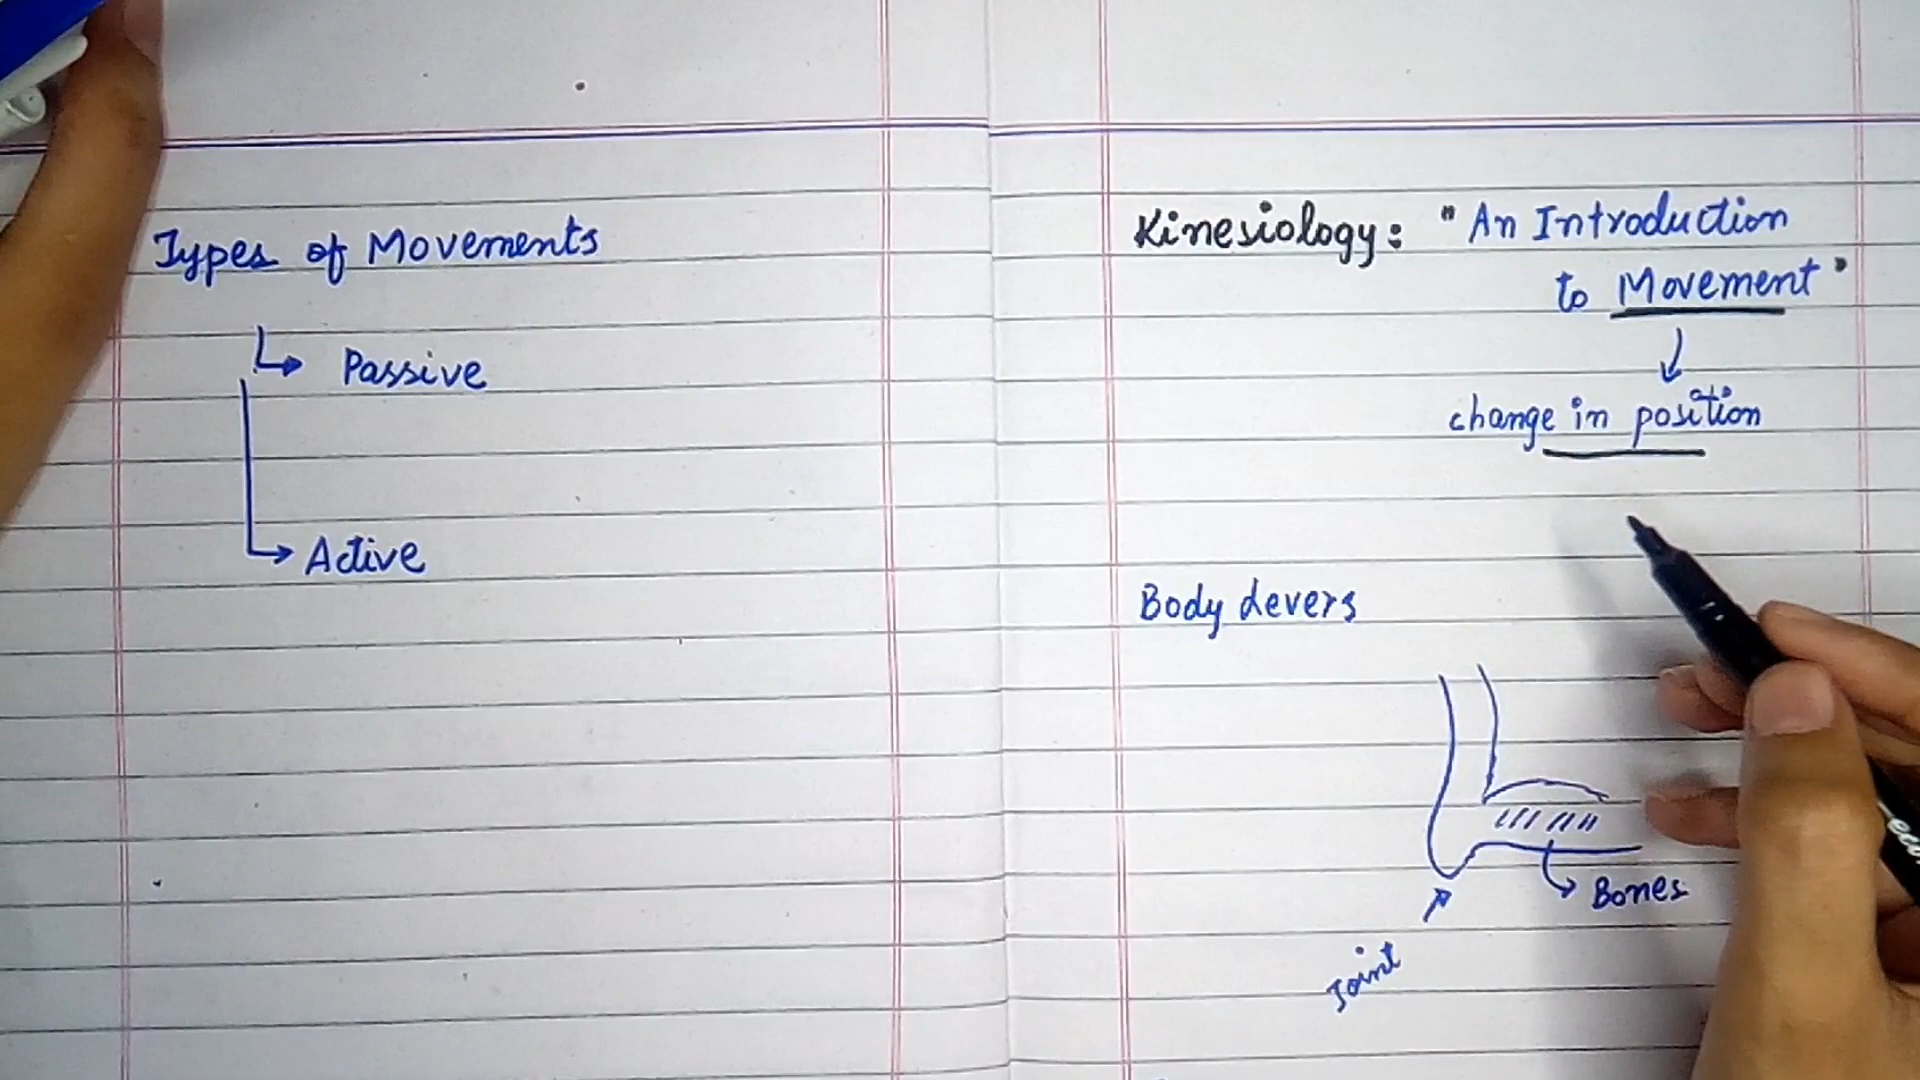 Types of Movements
Passive
Active
Kinesiology: "An Introduction
to Movement"
change in position
Body Levers
Bones
Joint